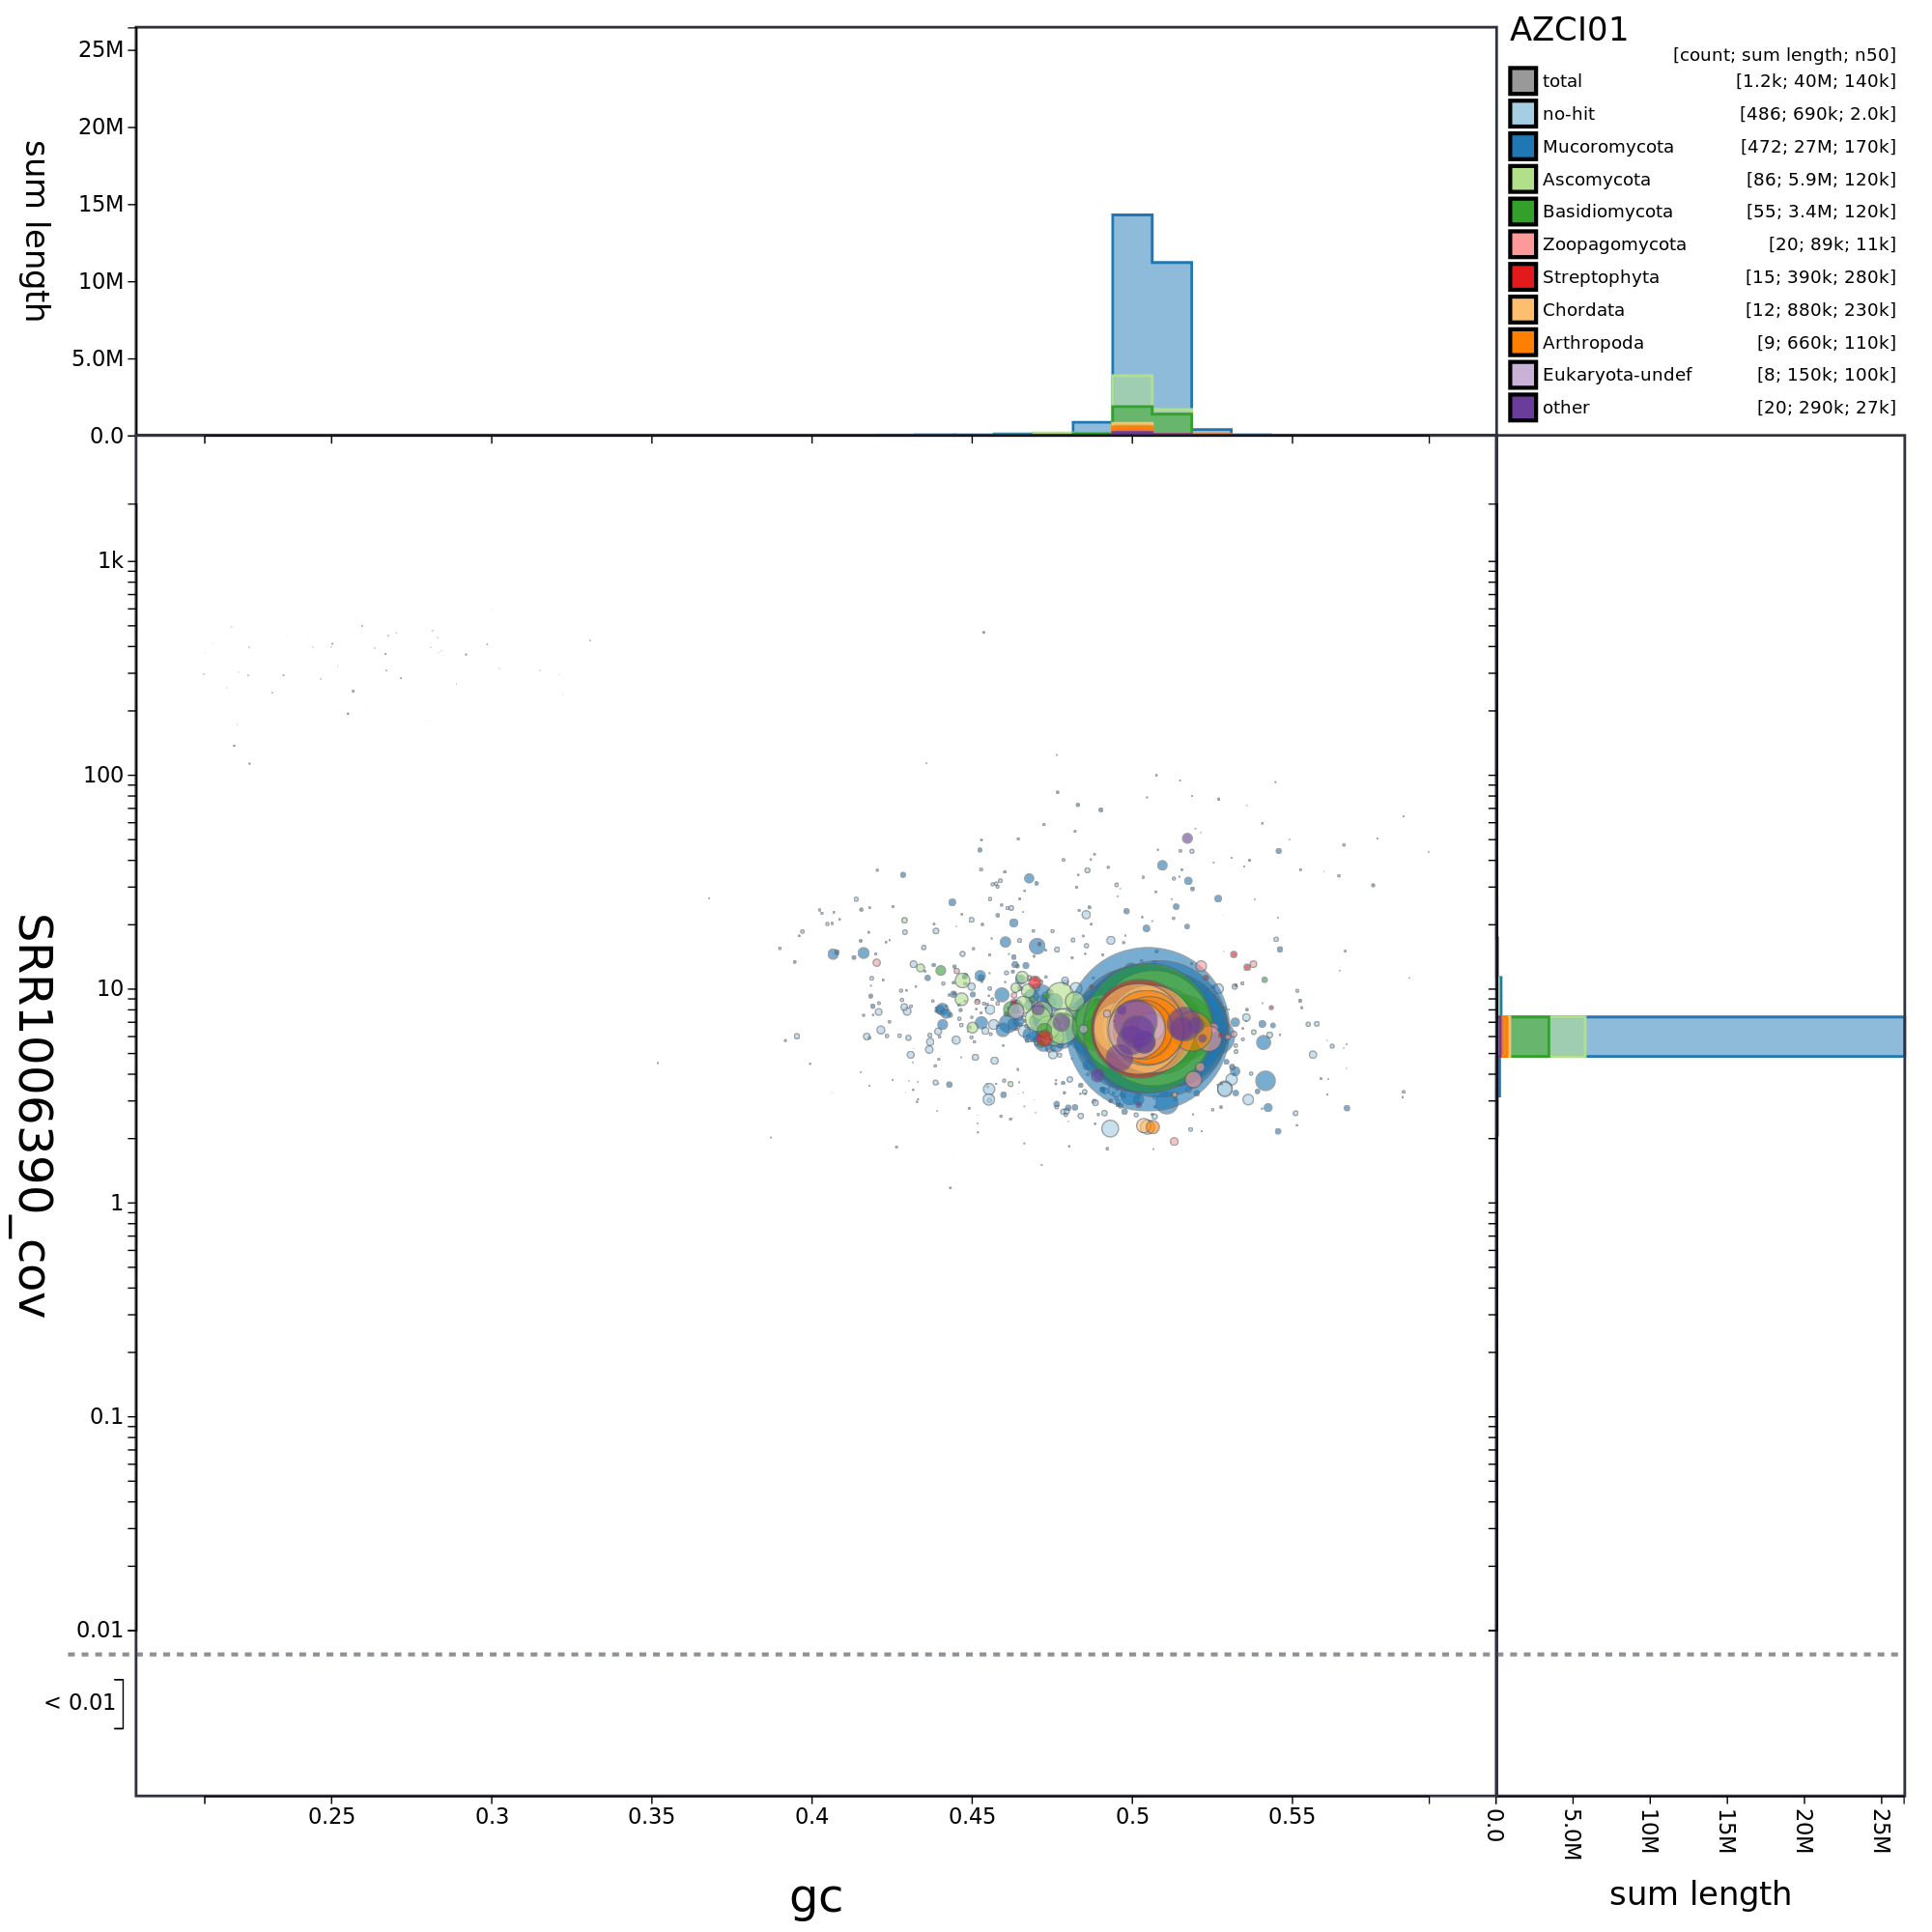 AZCI01
[count; sum length; n50]
total [1.2k; 40M; 140k]
no-hit [486; 690k; 2.0k]
Mucoromycota [472; 27M; 170k]
Ascomycota [86; 5.9M; 120k]
Basidiomycota [55; 3.4M; 120k]
Zoopagomycota [20; 89k; 11k]
Streptophyta [15; 390k; 280k]
Chordata [12; 880k; 230k]
Arthropoda [9; 660k; 110k]
Eukaryota-undef [8; 150k; 100k]
other [20; 290k; 27k]
sum length
25M
20M
15M
10M
5.0M
0.0
SRR1006390_cov
1k
100
10
1
0.1
0.01
< 0.01
0.25 0.3 0.35 0.4 0.45 0.5 0.55
gc
0.0 5.0M 10M 15M 20M 25M
sum length